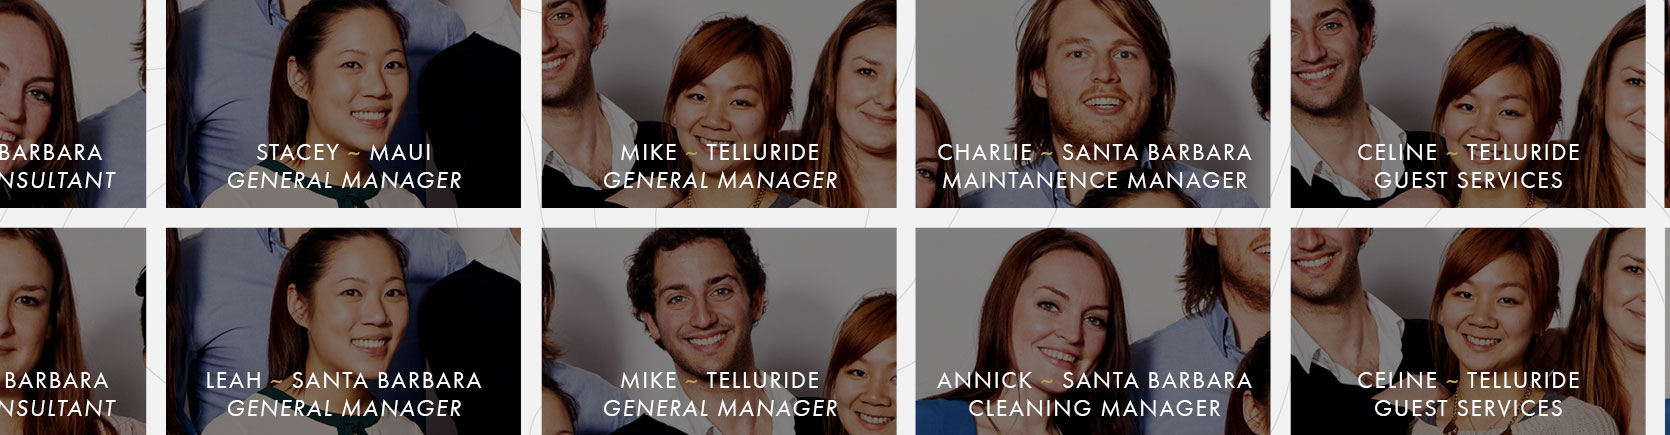 BARBARA
NSULTANT
STACEY ~ MAUI
GENERAL MANAGER
MIKE ~ TELLURIDE
GENERAL MANAGER
CHARLIE ~ SANTA BARBARA
MAINTANENCE MANAGER
CELINE ~ TELLURIDE
GUEST SERVICES
BARBARA
NSULTANT
LEAH ~ SANTA BARBARA
GENERAL MANAGER
MIKE ~ TELLURIDE
GENERAL MANAGER
ANNICK ~ SANTA BARBARA
CLEANING MANAGER
CELINE ~ TELLURIDE
GUEST SERVICES